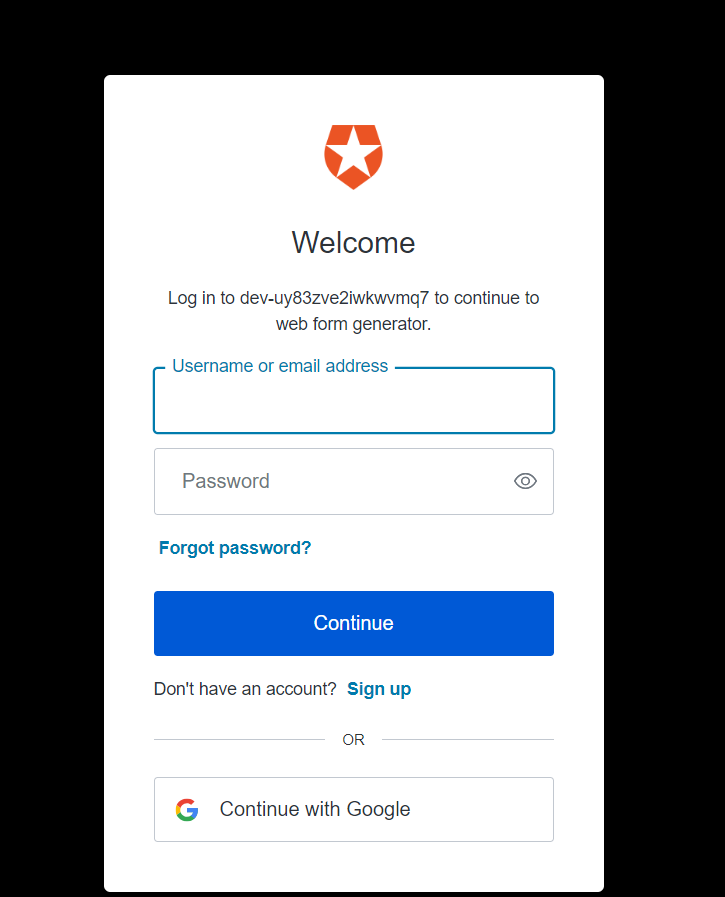 Welcome
Log in to dev-uy83zve2iwkwvmq7 to continue to
web form generator.
Username or email address
Password
Forgot password?
Continue
Don't have an account? Sign up
OR
Continue with Google